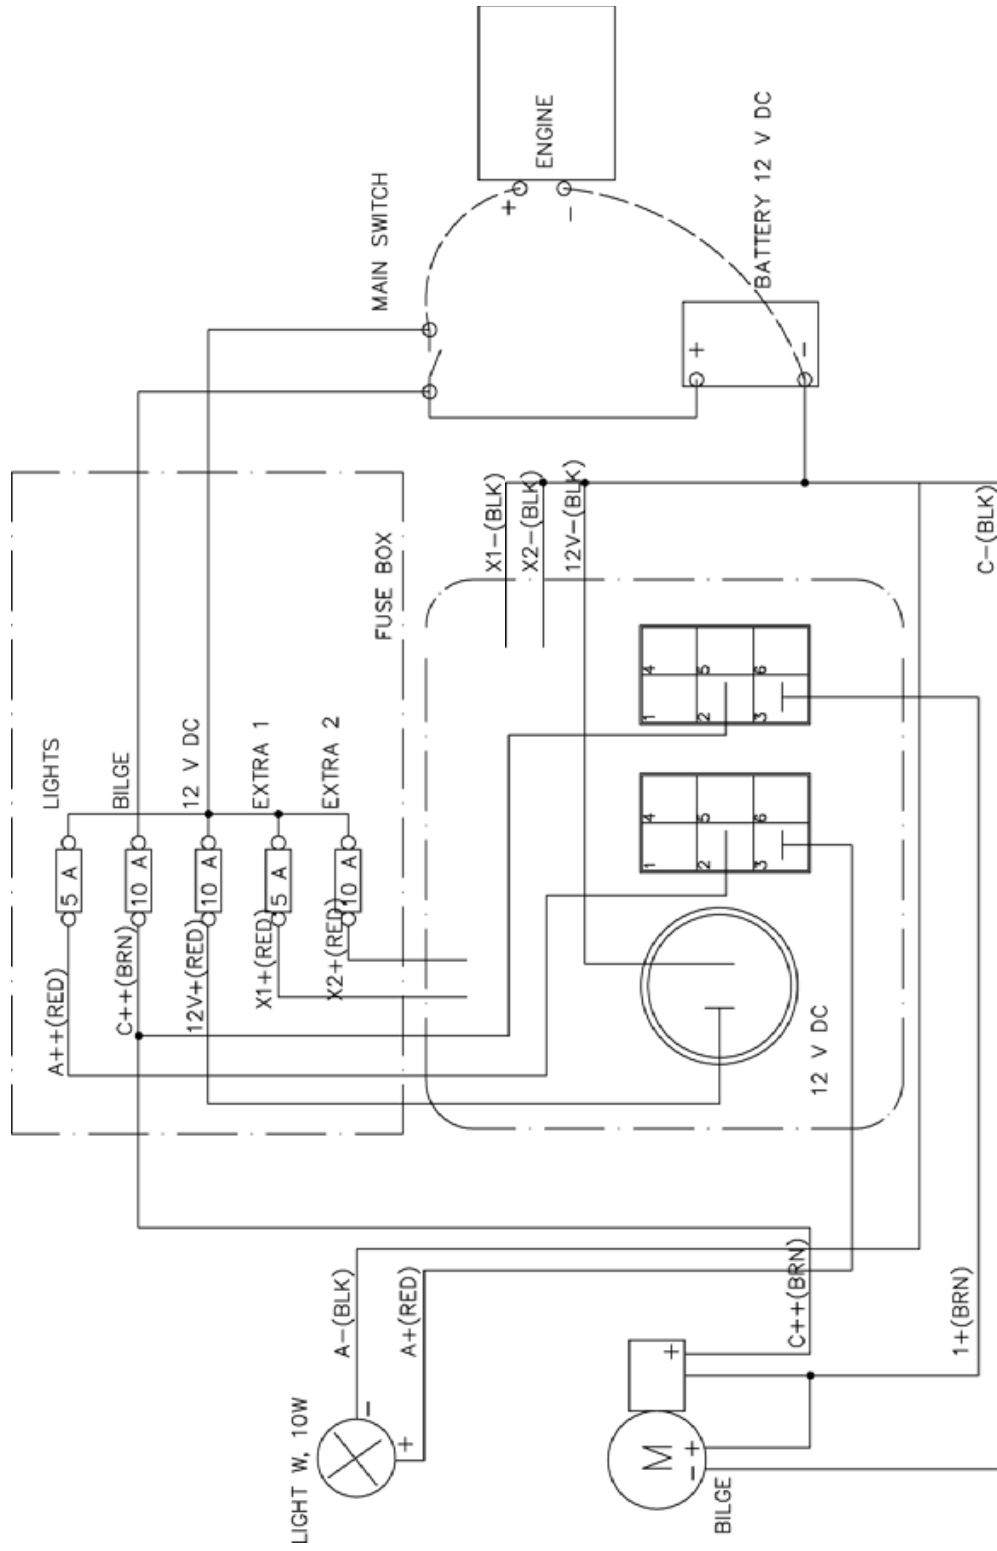 ENGINE
+
-
MAIN SWITCH
BATTERY 12 V DC
+
-
FUSE BOX
LIGHTS
BILGE
12 V DC
EXTRA 1
EXTRA 2
5 A
10 A
10 A
5 A
10 A
A++(RED)
C++(BRN)
12V+(RED)
X1+(RED)
X2+(RED)
X1-(BLK)
X2-(BLK)
12V-(BLK)
C-(BLK)
1 4
2 5
3 6
1 4
2 5
3 6
12 V DC
A-(BLK)
A+(RED)
C++(BRN)
1+(BRN)
LIGHT W, 10W
-
+
+
M
- +
BILGE